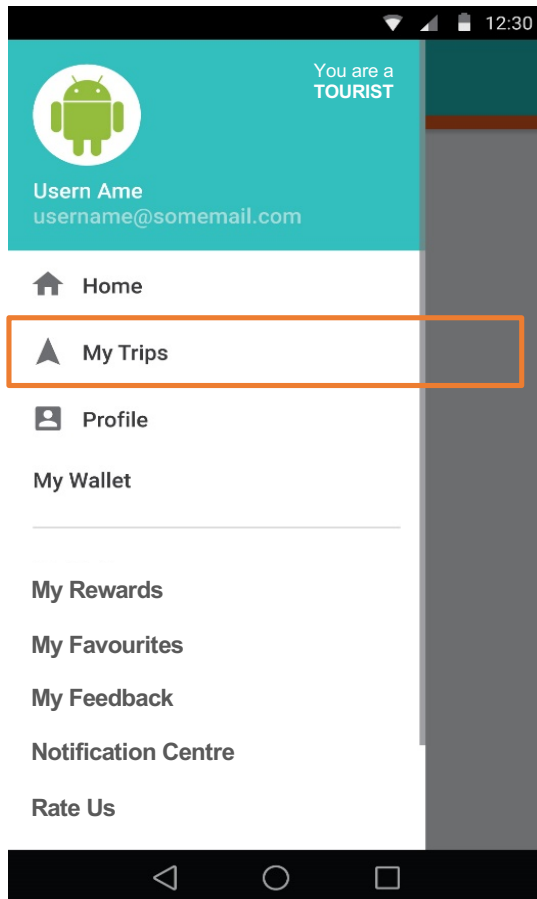 12:30
You are a
TOURIST
Usern Ame
username@somemail.com
Home
My Trips
Profile
My Wallet
My Rewards
My Favourites
My Feedback
Notification Centre
Rate Us